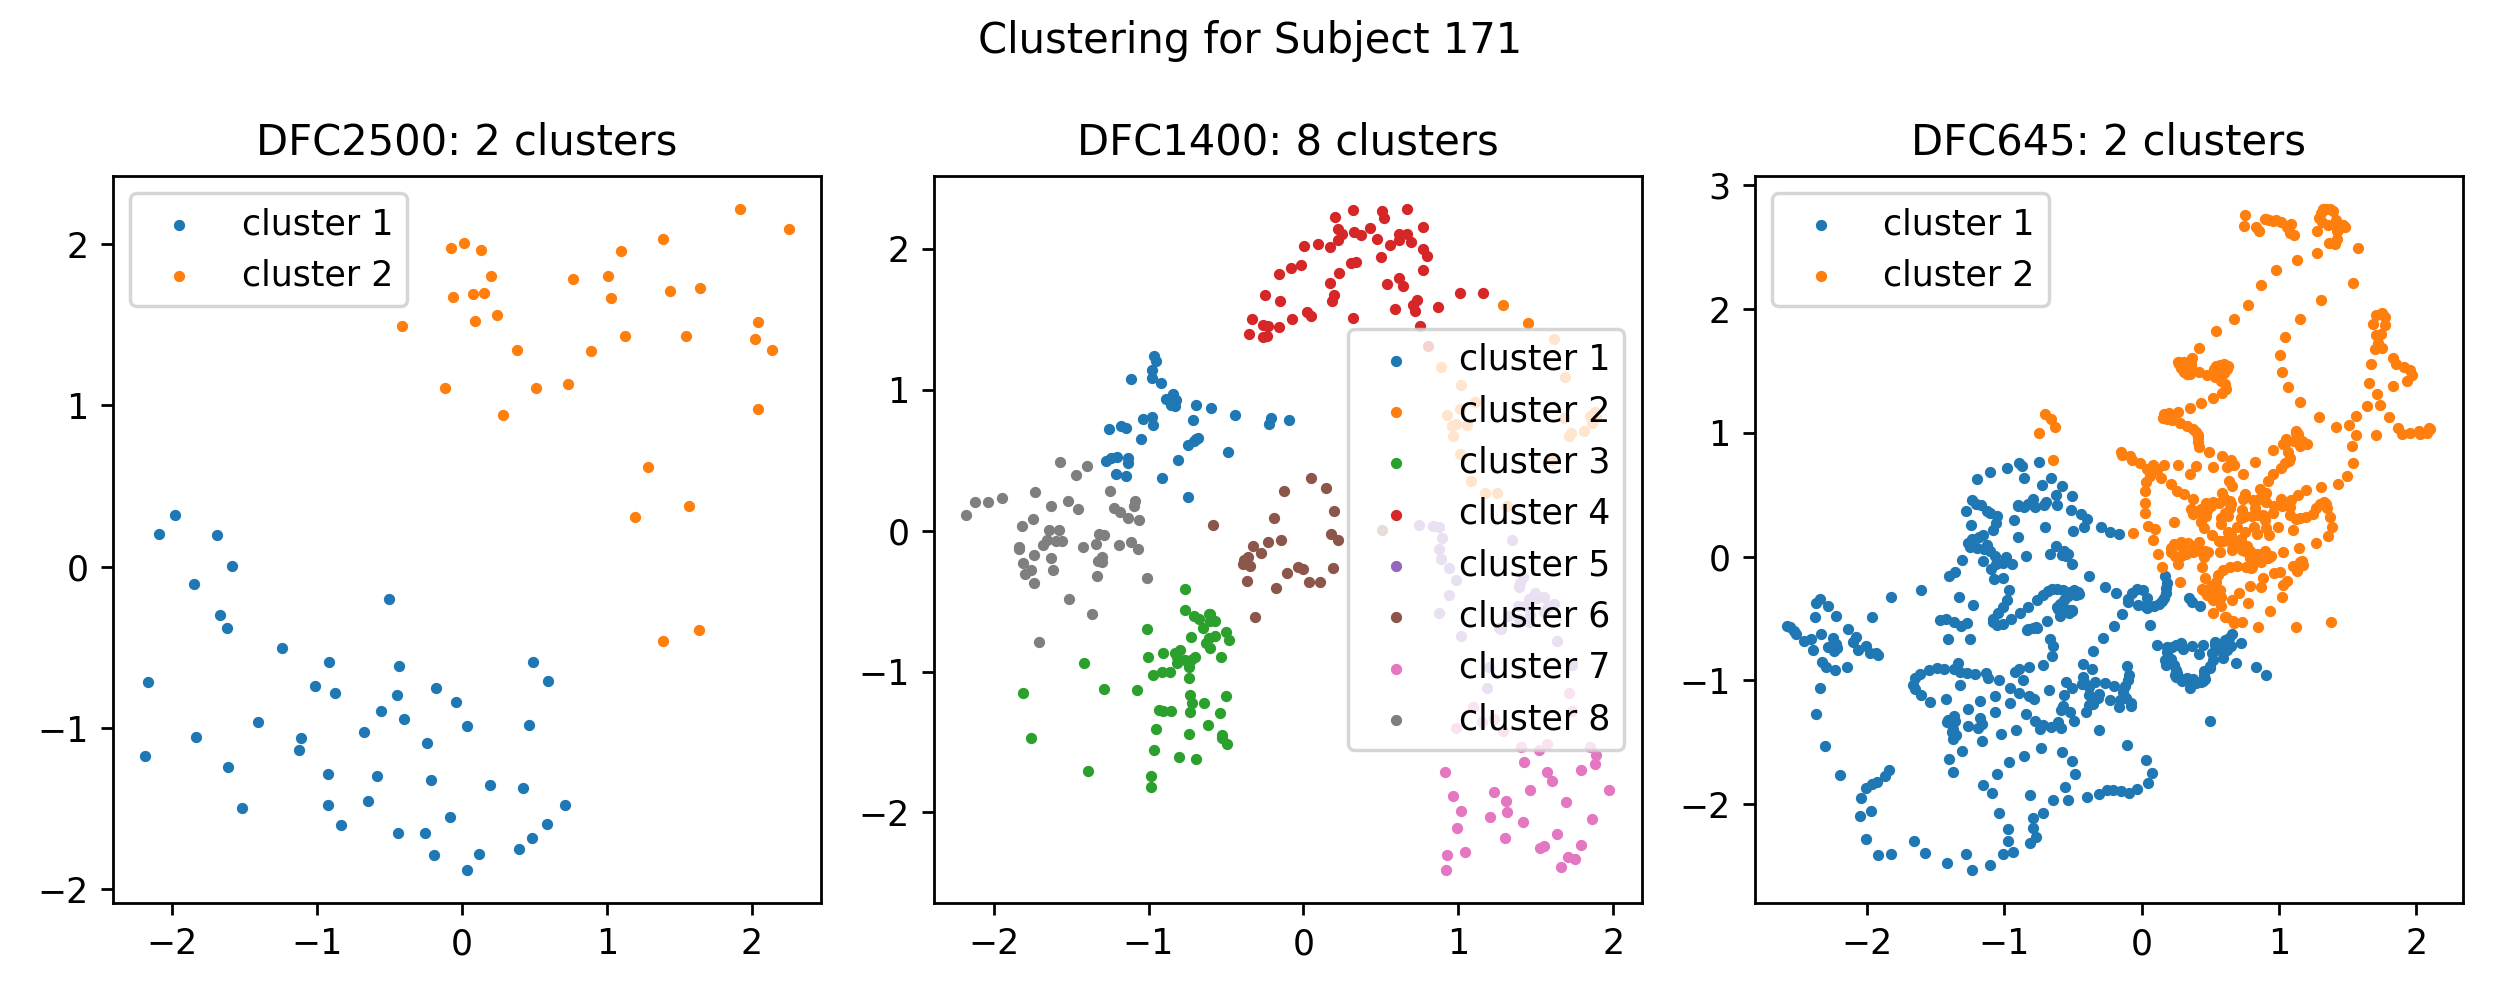 Clustering for Subject 171
DFC2500: 2 clusters
cluster 1
cluster 2
2
1
0
−1
−2
−2
−1
0
1
2
DFC1400: 8 clusters
cluster 1
cluster 2
cluster 3
cluster 4
cluster 5
cluster 6
cluster 7
cluster 8
2
1
0
−1
−2
−2
−1
0
1
2
DFC645: 2 clusters
cluster 1
cluster 2
3
2
1
0
−1
−2
−2
−1
0
1
2